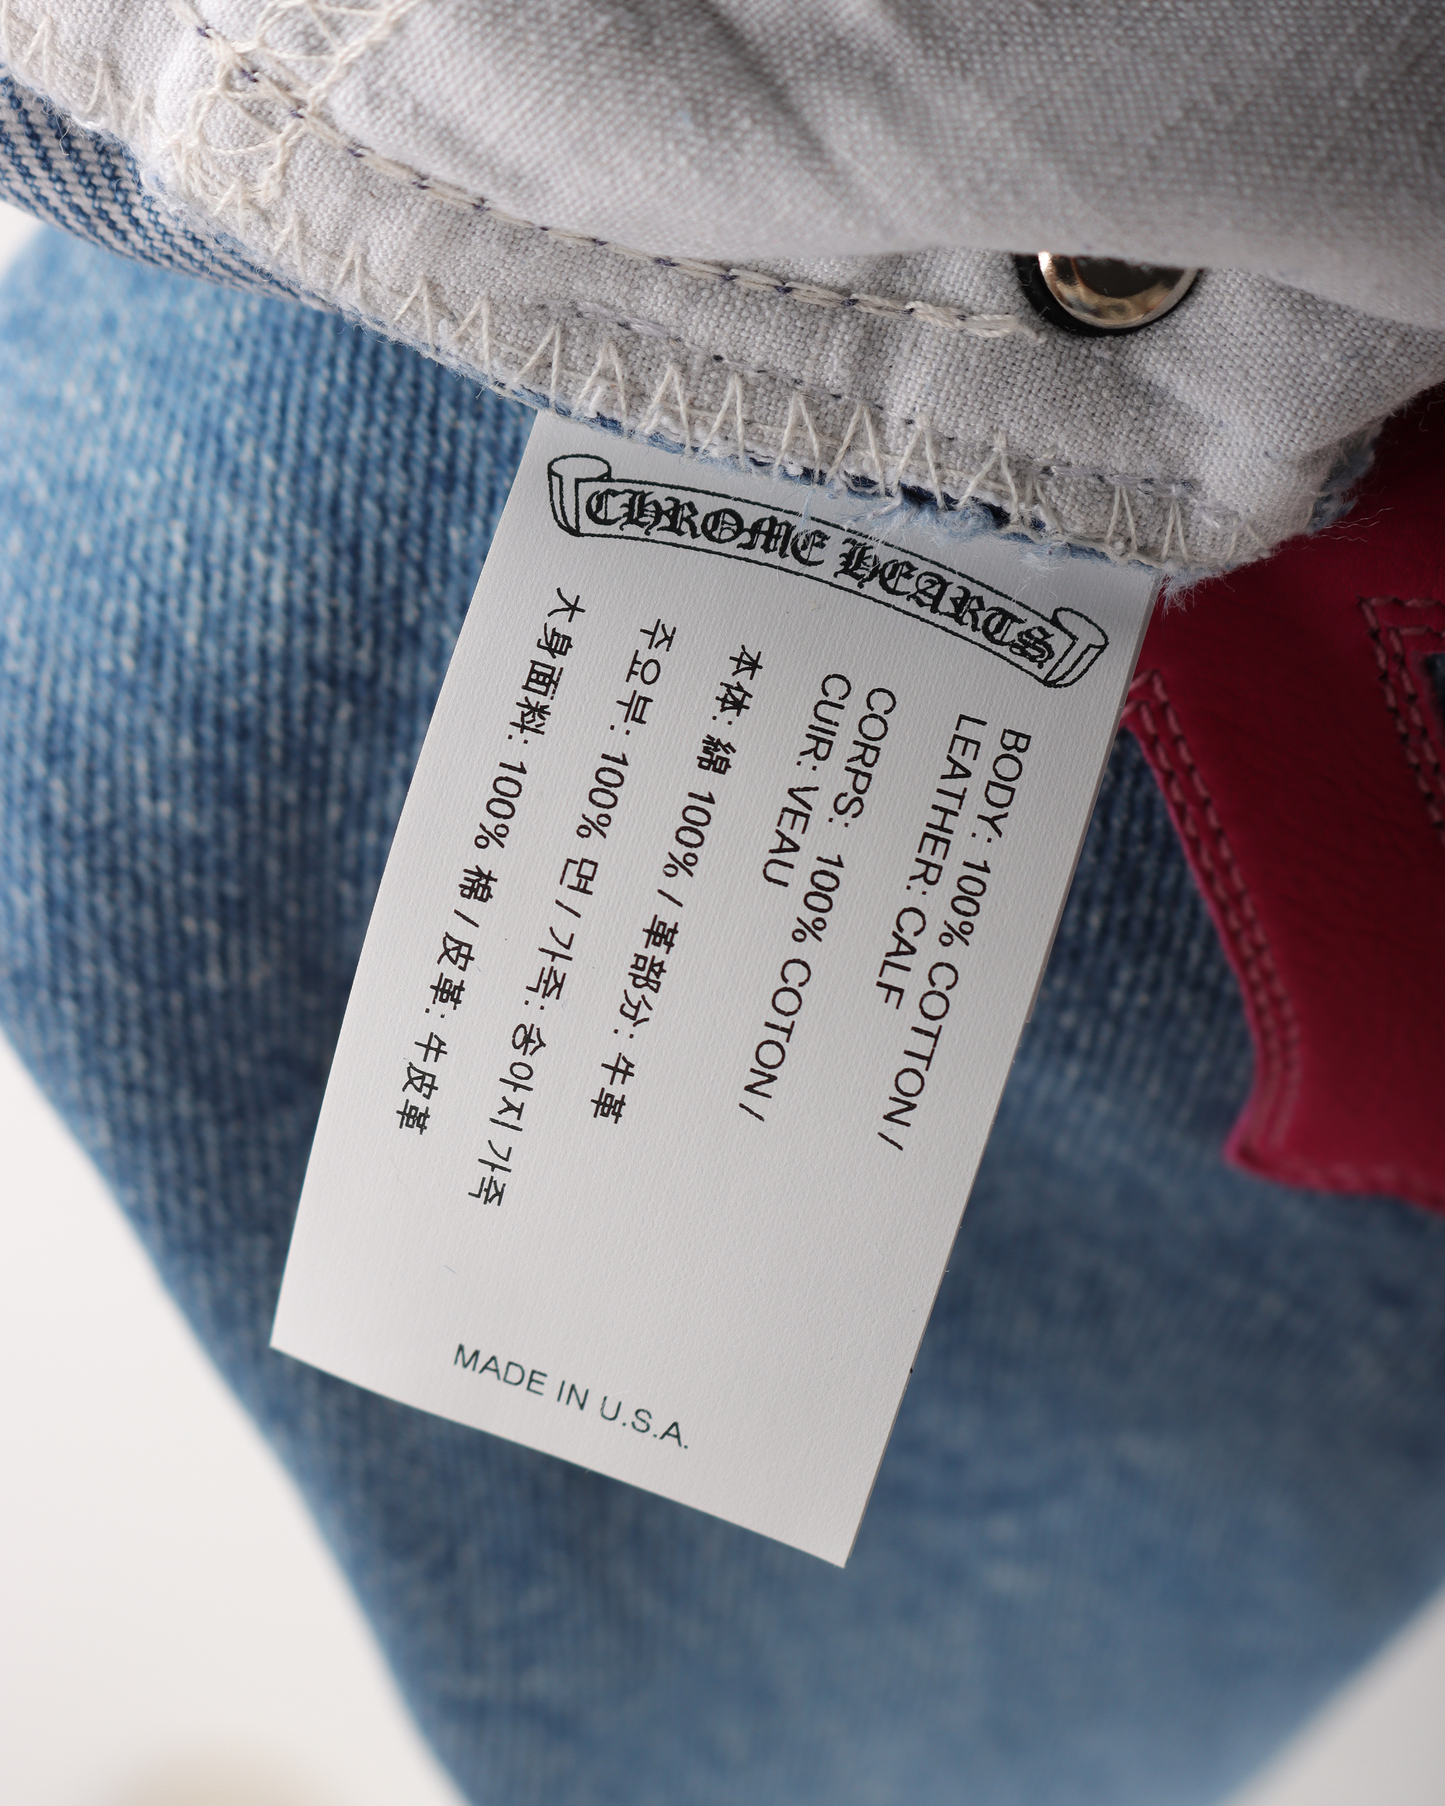 CHROME HEARTS
BODY: 100% COTTON /
LEATHER: CALF
CORPS: 100% COTON /
CUIR: VEAU
本体: 綿 100% / 革部分: 牛革
주요부: 100% 면 / 가죽: 송아지 가죽
大身面料: 100% 棉 / 皮革: 牛皮革
MADE IN U.S.A.